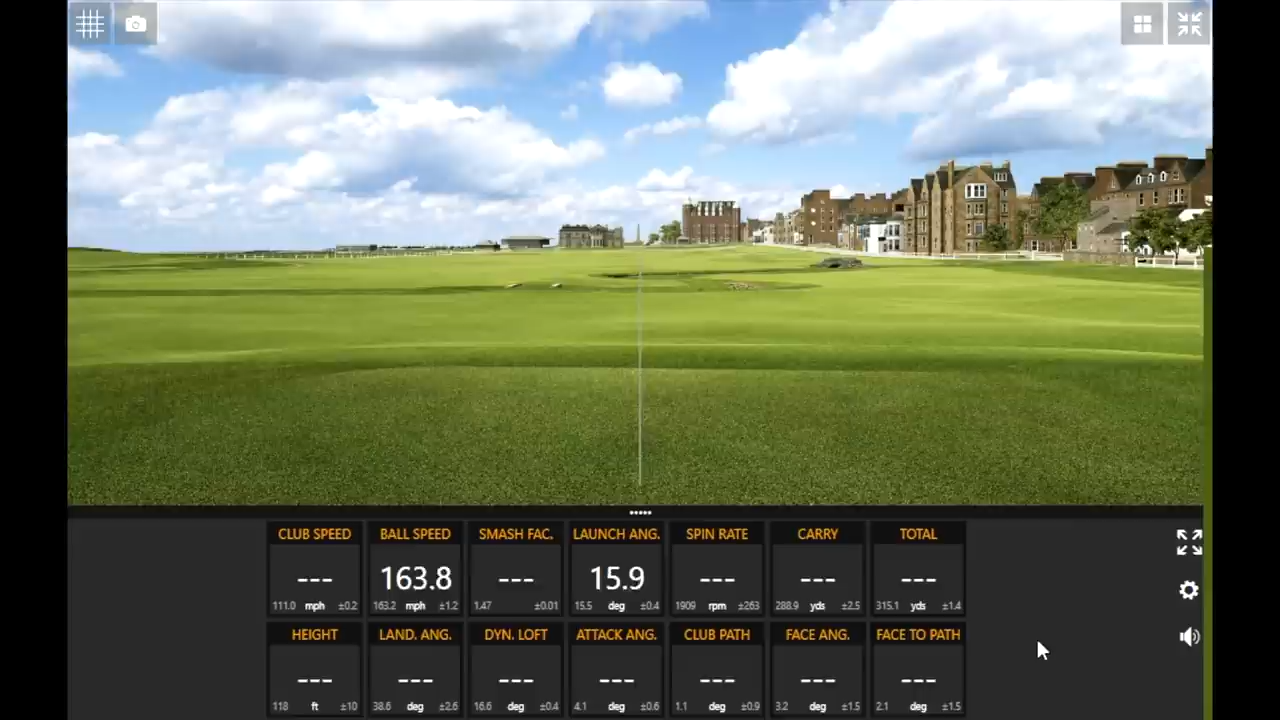 CLUB SPEED BALL SPEED SMASH FAC. LAUNCH ANG. SPIN RATE CARRY TOTAL
--- 163.8 --- 15.9 --- --- ---
111.0 mph ±0.2 163.2 mph ±1.2 1.47 ±0.01 15.5 deg ±0.4 1909 rpm ±263 288.9 yds ±2.5 315.1 yds ±1.4
HEIGHT LAND. ANG. DYN. LOFT ATTACK ANG. CLUB PATH FACE ANG. FACE TO PATH
--- --- --- --- --- --- ---
118 ft ±10 38.6 deg ±2.6 16.6 deg ±0.4 4.1 deg ±0.6 1.1 deg ±0.9 3.2 deg ±1.5 2.1 deg ±1.5